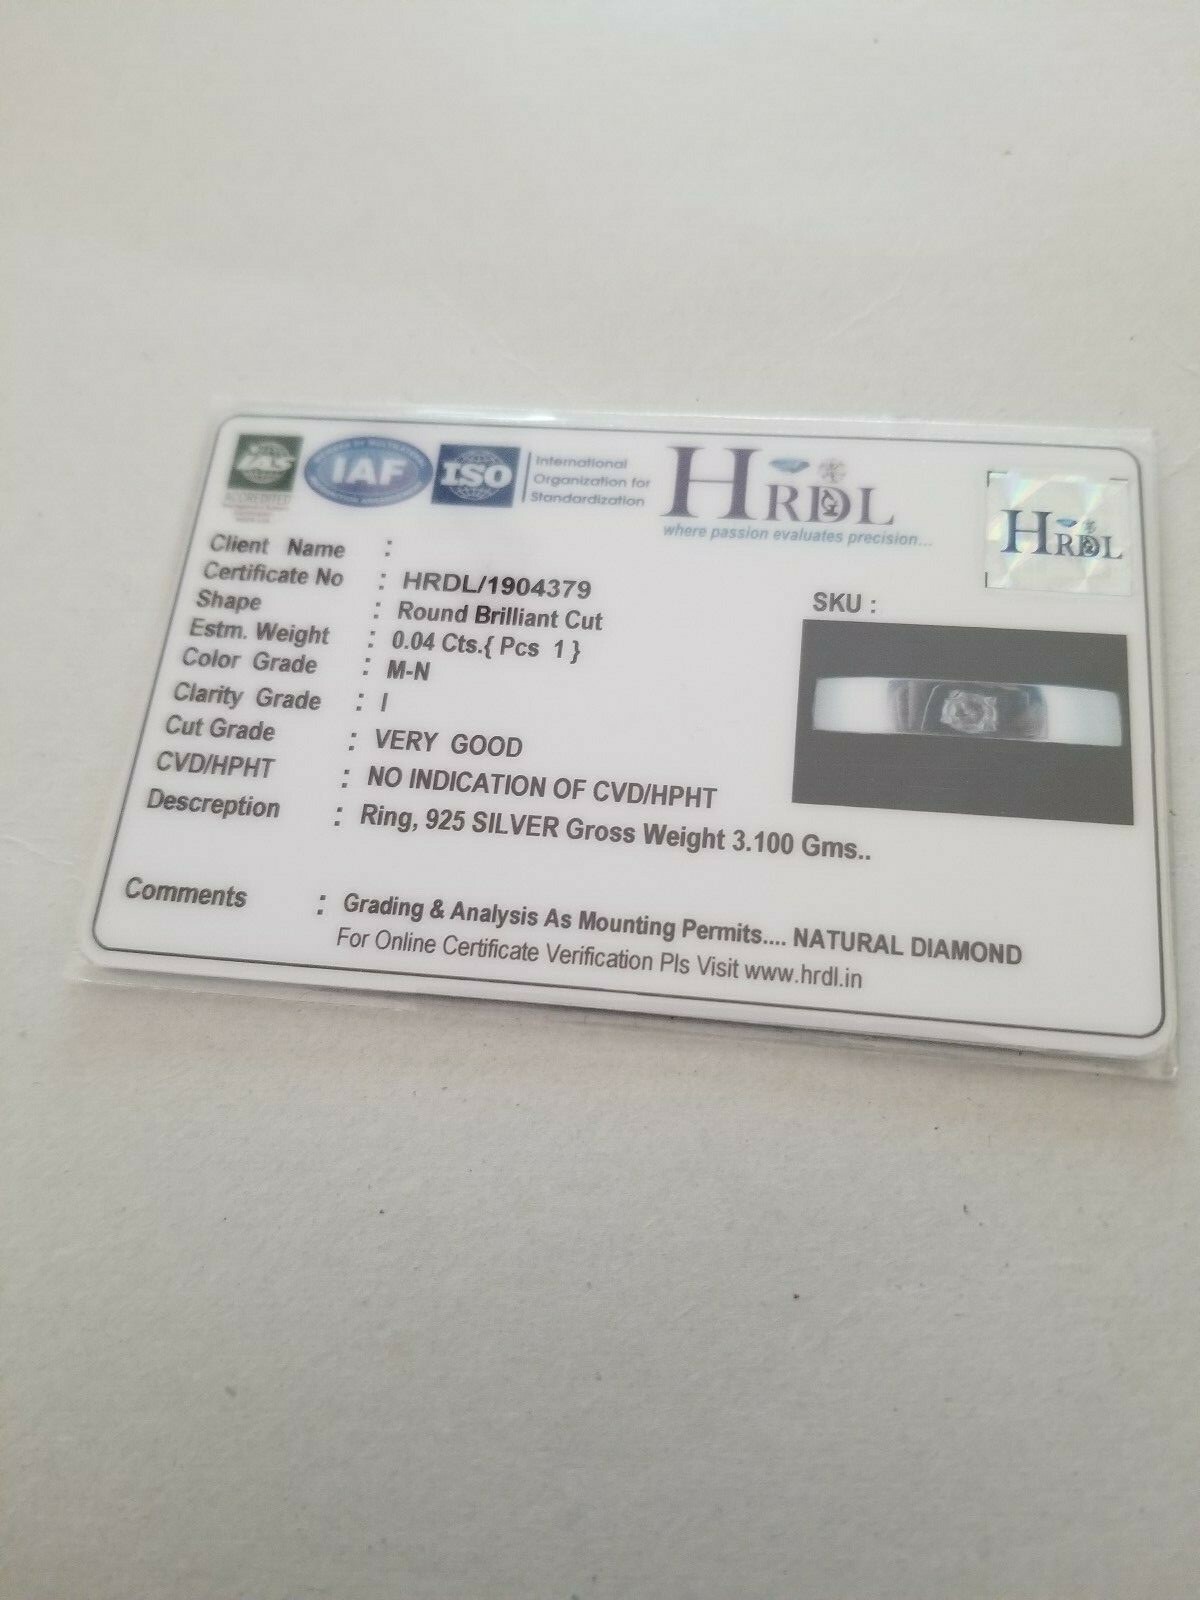 IAS
ACCREDITED
IAF
ISO
International
Organization for
Standardization
HRDL
where passion evaluates precision...
HRDL
Client Name :
Certificate No : HRDL/1904379
Shape : Round Brilliant Cut
Estm. Weight : 0.04 Cts.{ Pcs 1 }
Color Grade : M-N
Clarity Grade : I
Cut Grade : VERY GOOD
CVD/HPHT : NO INDICATION OF CVD/HPHT
Descreption : Ring, 925 SILVER Gross Weight 3.100 Gms..
SKU :
Comments : Grading & Analysis As Mounting Permits.... NATURAL DIAMOND
For Online Certificate Verification Pls Visit www.hrdl.in